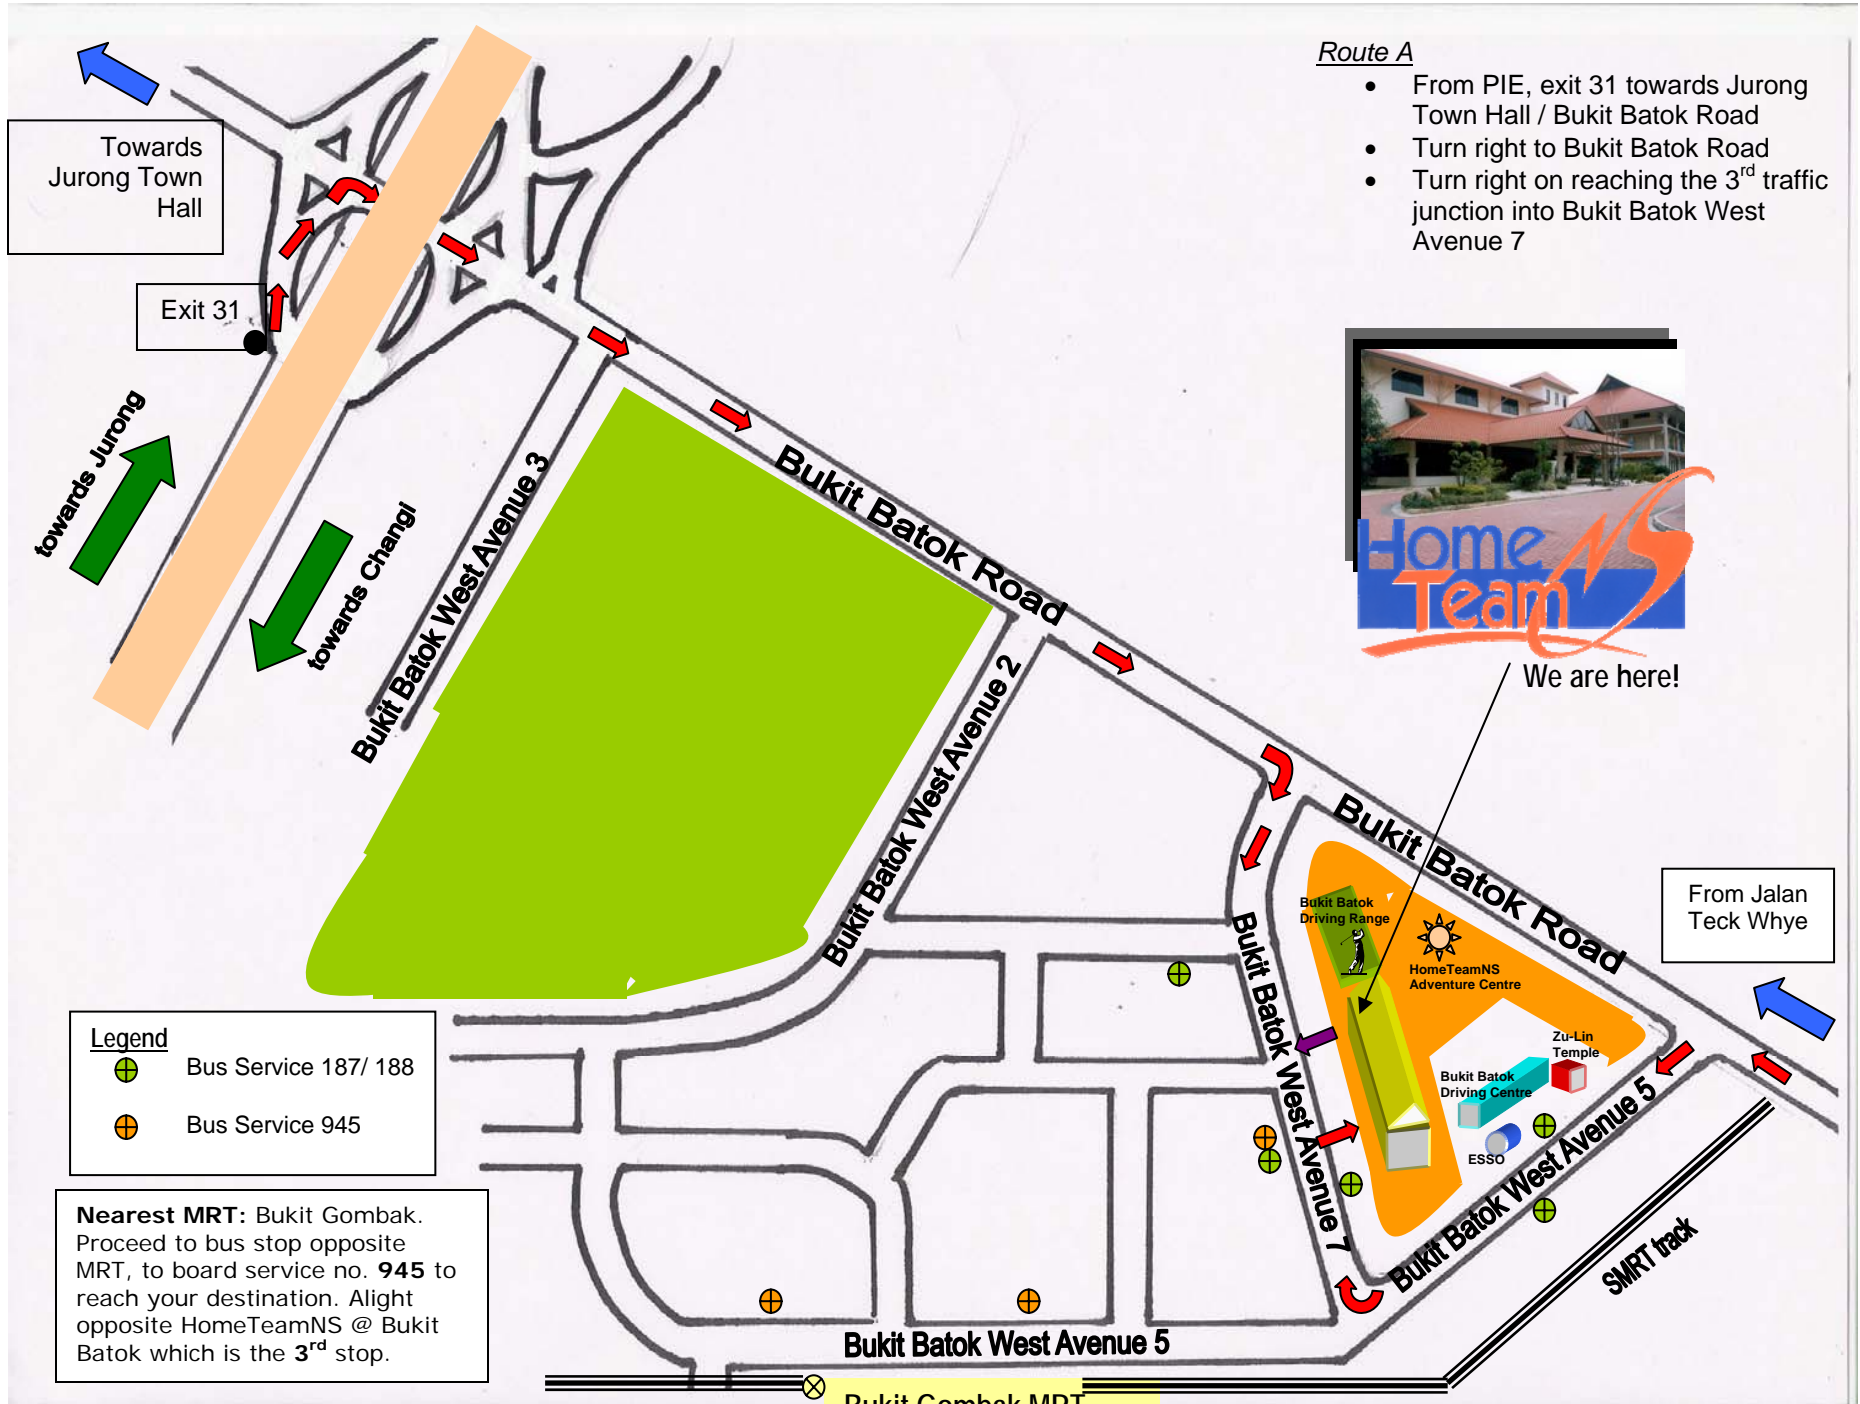 Route A
• From PIE, exit 31 towards Jurong
Town Hall / Bukit Batok Road
• Turn right to Bukit Batok Road
• Turn right on reaching the 3rd traffic
junction into Bukit Batok West
Avenue 7
Towards
Jurong Town
Hall
Exit 31
towards Jurong
towards Changi
Bukit Batok West Avenue 3
Bukit Batok Road
Bukit Batok West Avenue 2
Home
Team NS
We are here!
Bukit Batok Road
From Jalan
Teck Whye
Bukit Batok
Driving Range
HomeTeamNS
Adventure Centre
Zu-Lin
Temple
Bukit Batok
Driving Centre
ESSO
Bukit Batok West Avenue 7
Bukit Batok West Avenue 5
SMRT track
Legend
Bus Service 187/ 188
Bus Service 945
Nearest MRT: Bukit Gombak.
Proceed to bus stop opposite
MRT, to board service no. 945 to
reach your destination. Alight
opposite HomeTeamNS @ Bukit
Batok which is the 3rd stop.
Bukit Batok West Avenue 5
Bukit Gombak MRT